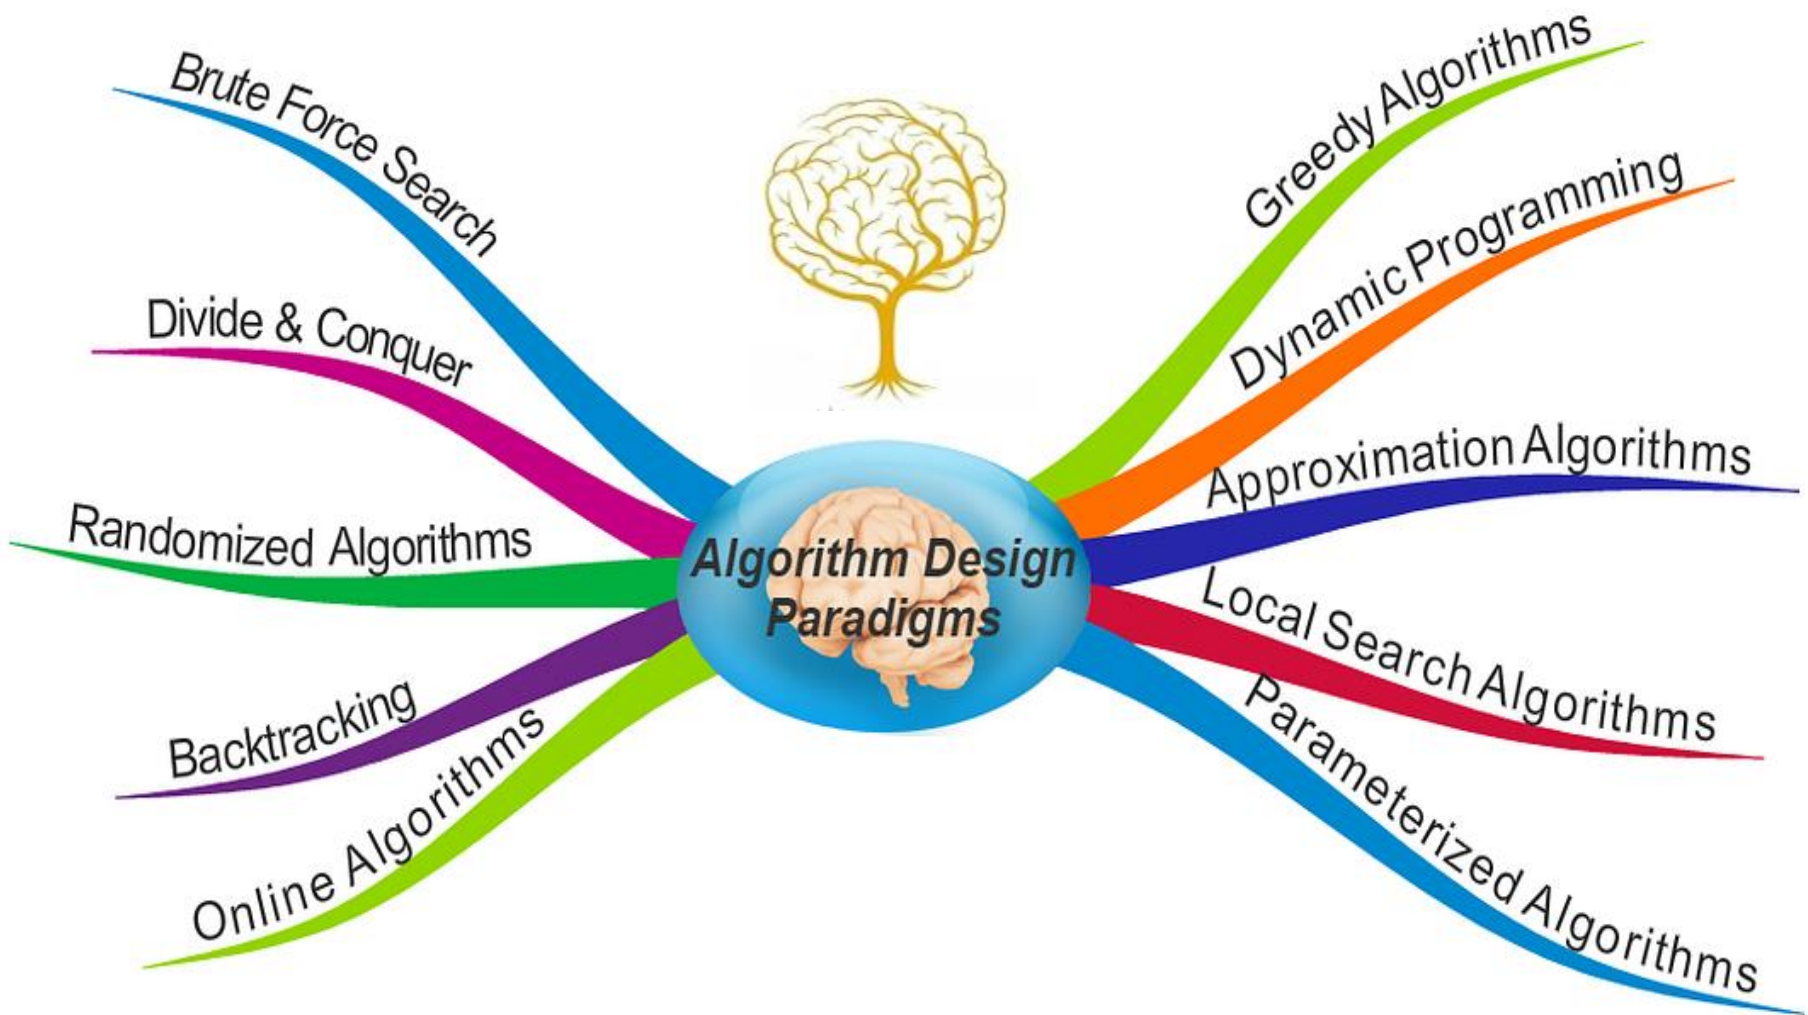 Brute Force Search
Divide & Conquer
Randomized Algorithms
Backtracking
Online Algorithms
Algorithm Design
Paradigms
Greedy Algorithms
Dynamic Programming
Approximation Algorithms
Local Search Algorithms
Parameterized Algorithms